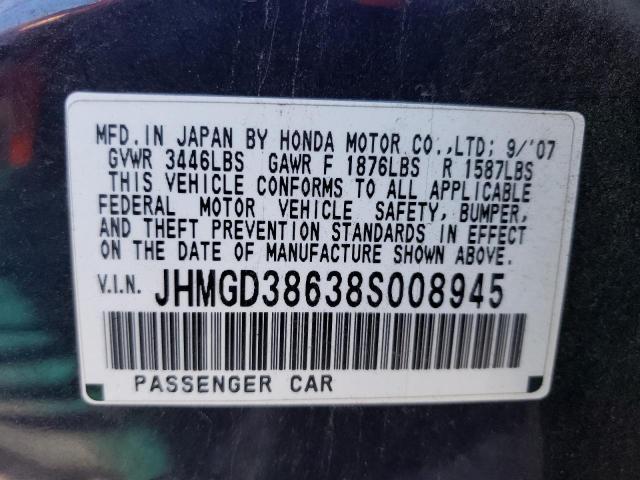 MFD. IN JAPAN BY HONDA MOTOR CO.,LTD; 9/'07
GVWR 3446LBS GAWR F 1876LBS R 1587LBS
THIS VEHICLE CONFORMS TO ALL APPLICABLE
FEDERAL MOTOR VEHICLE SAFETY, BUMPER,
AND THEFT PREVENTION STANDARDS IN EFFECT
ON THE DATE OF MANUFACTURE SHOWN ABOVE.
V.I.N. JHMGD38638S008945
PASSENGER CAR